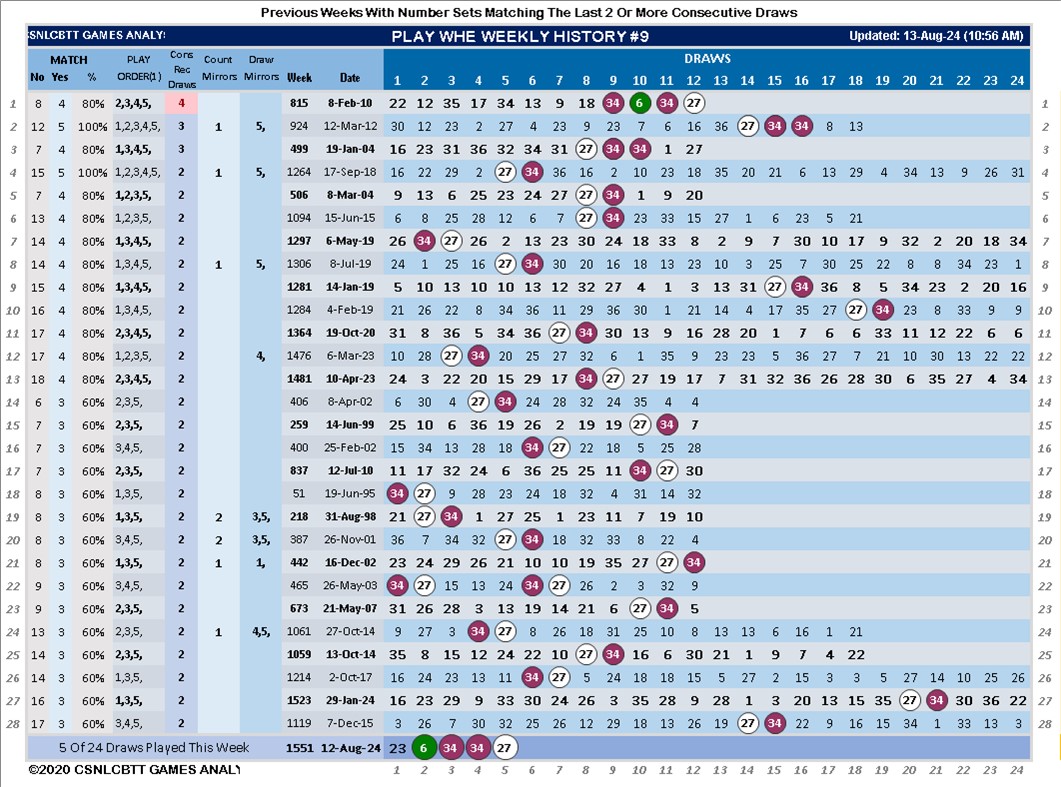 Previous Weeks With Number Sets Matching The Last 2 Or More Consecutive Draws
CSNLCBTT GAMES ANALY PLAY WHE WEEKLY HISTORY #9 Updated: 13-Aug-24 (10:56 AM)
MATCH PLAY Cons Rec Draws Count Draw DRAWS
No Yes % ORDER(1) Mirrors Mirrors Week Date 1 2 3 4 5 6 7 8 9 10 11 12 13 14 15 16 17 18 19 20 21 22 23 24
1 8 4 80% 2,3,4,5, 4 815 8-Feb-10 22 12 35 17 34 13 9 18 34 6 34 27 1
2 12 5 100% 1,2,3,4,5, 3 1 5, 924 12-Mar-12 30 12 23 2 27 4 23 9 23 7 6 16 36 27 34 34 8 13 2
3 7 4 80% 1,3,4,5, 3 499 19-Jan-04 16 23 31 36 32 34 31 27 34 34 1 27 3
4 15 5 100% 1,2,3,4,5, 2 1 5, 1264 17-Sep-18 16 22 29 2 27 34 36 16 2 10 23 18 35 20 21 6 13 29 4 34 13 9 26 31 4
5 7 4 80% 1,2,3,5, 2 506 8-Mar-04 9 13 6 25 23 24 27 27 34 1 9 20 5
6 13 4 80% 1,2,3,5, 2 1094 15-Jun-15 6 8 25 28 12 6 7 27 34 23 33 15 27 1 6 23 5 21 6
7 14 4 80% 1,3,4,5, 2 1297 6-May-19 26 34 27 26 2 13 23 30 24 18 33 8 2 9 7 30 10 17 9 32 2 20 18 34 7
8 14 4 80% 1,3,4,5, 2 1 5, 1306 8-Jul-19 24 1 25 16 27 34 30 20 16 18 13 23 10 3 25 7 30 25 22 8 8 34 23 1 8
9 15 4 80% 1,3,4,5, 2 1281 14-Jan-19 5 10 13 10 10 13 12 32 27 4 1 3 13 31 27 34 36 8 5 34 23 2 20 16 9
10 16 4 80% 1,3,4,5, 2 1284 4-Feb-19 21 26 22 8 34 36 11 29 36 30 1 21 14 4 17 35 27 27 34 23 8 33 9 9 10
11 17 4 80% 2,3,4,5, 2 1364 19-Oct-20 31 8 36 5 34 36 27 34 30 13 9 16 28 20 1 7 6 6 33 11 12 22 6 6 11
12 17 4 80% 1,2,3,5, 2 4, 1476 6-Mar-23 10 28 27 34 20 25 27 32 6 1 35 9 23 23 5 36 27 7 21 10 30 13 22 22 12
13 18 4 80% 2,3,4,5, 2 1481 10-Apr-23 24 3 22 20 15 29 17 34 27 27 19 17 7 31 32 36 26 28 30 6 35 27 4 34 13
14 6 3 60% 2,3,5, 2 406 8-Apr-02 6 30 4 27 34 24 28 32 24 35 4 4 14
15 7 3 60% 2,3,5, 2 259 14-Jun-99 25 10 6 36 19 26 2 19 19 27 34 7 15
16 7 3 60% 3,4,5, 2 400 25-Feb-02 15 34 13 28 18 34 27 22 18 5 25 28 16
17 7 3 60% 2,3,5, 2 837 12-Jul-10 11 17 32 24 6 36 25 25 11 34 27 30 17
18 8 3 60% 1,3,5, 2 51 19-Jun-95 34 27 9 28 23 24 18 32 4 31 14 32 18
19 8 3 60% 1,3,5, 2 2 3,5, 218 31-Aug-98 21 27 34 1 27 25 1 23 11 7 19 10 19
20 8 3 60% 3,4,5, 2 2 3,5, 387 26-Nov-01 36 7 34 32 27 34 18 32 33 8 22 4 20
21 8 3 60% 1,3,5, 2 1 1, 442 16-Dec-02 23 24 29 26 21 10 10 19 35 27 27 34 21
22 9 3 60% 3,4,5, 2 465 26-May-03 34 27 15 13 24 34 27 26 2 3 32 9 22
23 9 3 60% 2,3,5, 2 673 21-May-07 31 26 28 3 13 19 14 21 6 27 34 5 23
24 13 3 60% 2,3,5, 2 1 4,5, 1061 27-Oct-14 9 27 3 34 27 8 26 18 31 25 10 8 13 13 6 16 1 21 24
25 14 3 60% 2,3,5, 2 1059 13-Oct-14 35 8 15 12 24 22 10 27 34 16 6 30 21 1 9 7 4 22 25
26 14 3 60% 3,4,5, 2 1214 2-Oct-17 16 24 23 13 11 34 27 5 24 18 18 15 5 27 2 15 3 3 5 27 14 10 25 26 26
27 16 3 60% 1,3,5, 2 1523 29-Jan-24 27 23 29 9 33 30 24 26 3 35 28 9 28 1 3 20 13 15 35 27 34 30 36 22 27
28 17 3 60% 3,4,5, 2 1119 7-Dec-15 3 26 7 30 32 25 26 12 29 18 13 26 19 27 34 22 9 16 15 34 1 33 13 3 28
5 Of 24 Draws Played This Week 1551 12-Aug-24 23 6 34 34 27
©2020 CSNLCBTT GAMES ANALY 1 2 3 4 5 6 7 8 9 10 11 12 13 14 15 16 17 18 19 20 21 22 23 24